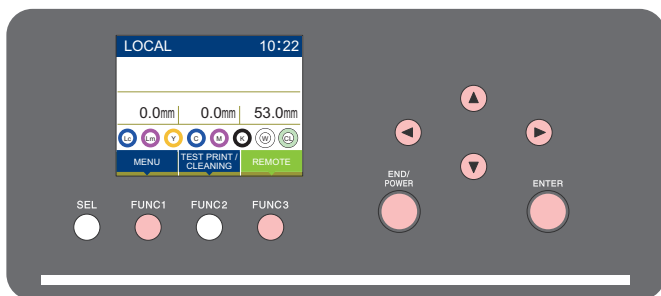 LOCAL 10:22
0.0mm 0.0mm 53.0mm
Lc Lm Y C M K W CL
MENU TEST PRINT / CLEANING REMOTE
SEL FUNC1 FUNC2 FUNC3
END/
POWER
ENTER